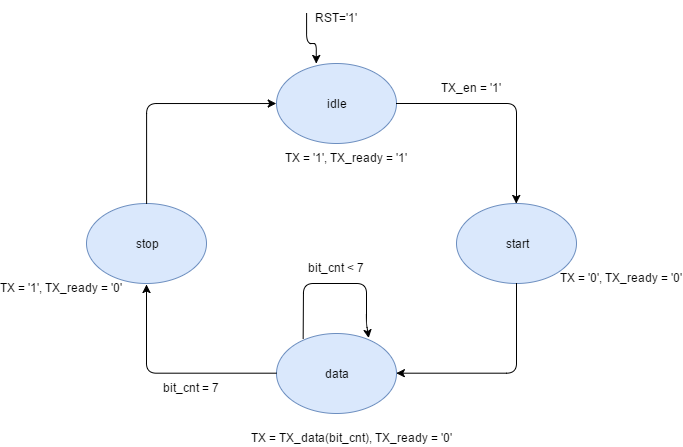 RST='1'
idle
TX_en = '1'
TX = '1', TX_ready = '1'
stop
start
TX = '1', TX_ready = '0'
TX = '0', TX_ready = '0'
bit_cnt < 7
data
bit_cnt = 7
TX = TX_data(bit_cnt), TX_ready = '0'